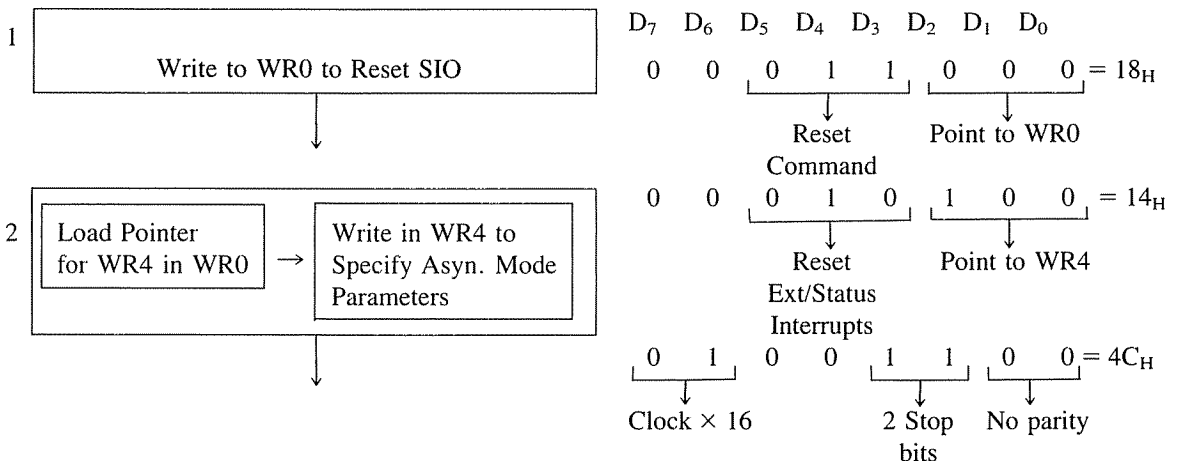 D₇ D₆ D₅ D₄ D₃ D₂ D₁ D₀
1
Write to WR0 to Reset SIO
0 0 0 1 1 0 0 0 = 18H
Reset
Command
Point to WR0
2
Load Pointer
for WR4 in WR0
→
Write in WR4 to
Specify Asyn. Mode
Parameters
0 0 0 1 0 1 0 0 = 14H
Reset
Ext/Status
Interrupts
Point to WR4
0 1 0 0 1 1 0 0 = 4CH
Clock × 16
2 Stop
bits
No parity